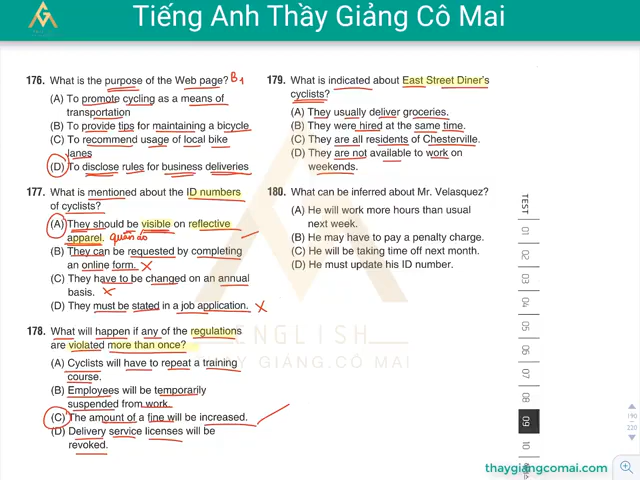 Tiếng Anh Thầy Giảng Cô Mai
176. What is the purpose of the Web page? B1
(A) To promote cycling as a means of
transportation
(B) To provide tips for maintaining a bicycle
(C) To recommend usage of local bike
lanes
(D) To disclose rules for business deliveries
177. What is mentioned about the ID numbers
of cyclists?
(A) They should be visible on reflective
apparel. quần áo
(B) They can be requested by completing
an online form. X
(C) They have to be changed on an annual
basis. X
(D) They must be stated in a job application. X
178. What will happen if any of the regulations
are violated more than once?
(A) Cyclists will have to repeat a training
course.
(B) Employees will be temporarily
suspended from work.
(C) The amount of a fine will be increased.
(D) Delivery service licenses will be
revoked.
179. What is indicated about East Street Diner's
cyclists?
(A) They usually deliver groceries.
(B) They were hired at the same time.
(C) They are all residents of Chesterville.
(D) They are not available to work on
weekends.
180. What can be inferred about Mr. Velasquez?
(A) He will work more hours than usual
next week.
(B) He may have to pay a penalty charge.
(C) He will be taking time off next month.
(D) He must update his ID number.
ENGLISH
THẦY GIẢNG.CÔ MAI
TEST
01
02
03
04
05
06
07
08
09
10
190
220
thaygiangcomai.com